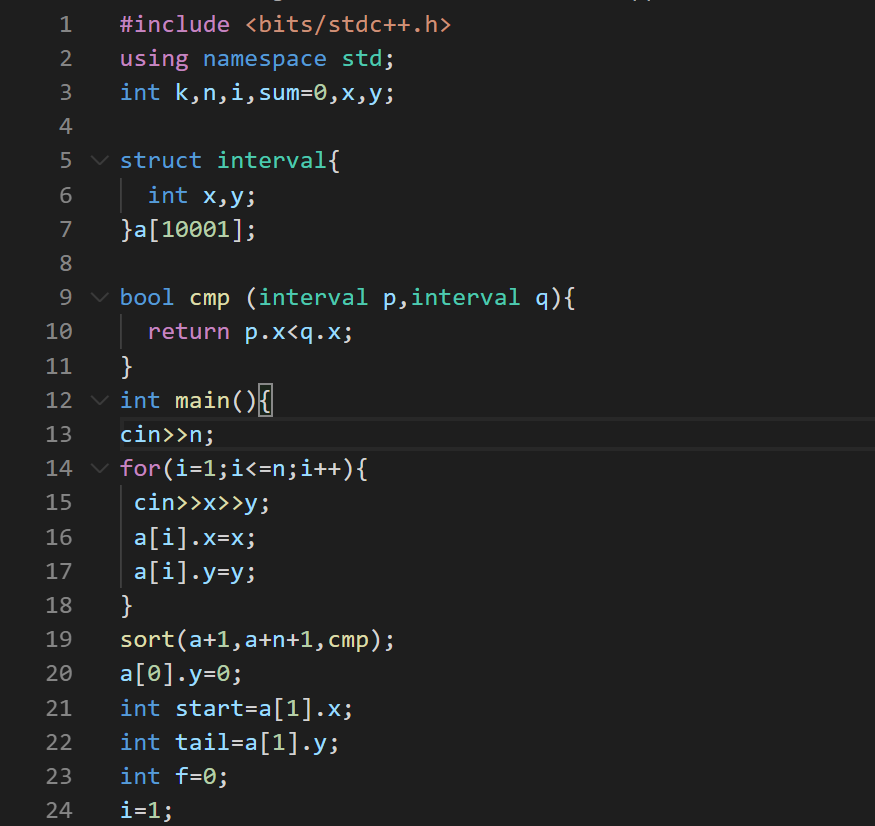 1 #include <bits/stdc++.h>
2 using namespace std;
3 int k,n,i,sum=0,x,y;
4
5 struct interval{
6 int x,y;
7 }a[10001];
8
9 bool cmp (interval p,interval q){
10 return p.x<q.x;
11 }
12 int main(){
13 cin>>n;
14 for(i=1;i<=n;i++){
15 cin>>x>>y;
16 a[i].x=x;
17 a[i].y=y;
18 }
19 sort(a+1,a+n+1,cmp);
20 a[0].y=0;
21 int start=a[1].x;
22 int tail=a[1].y;
23 int f=0;
24 i=1;